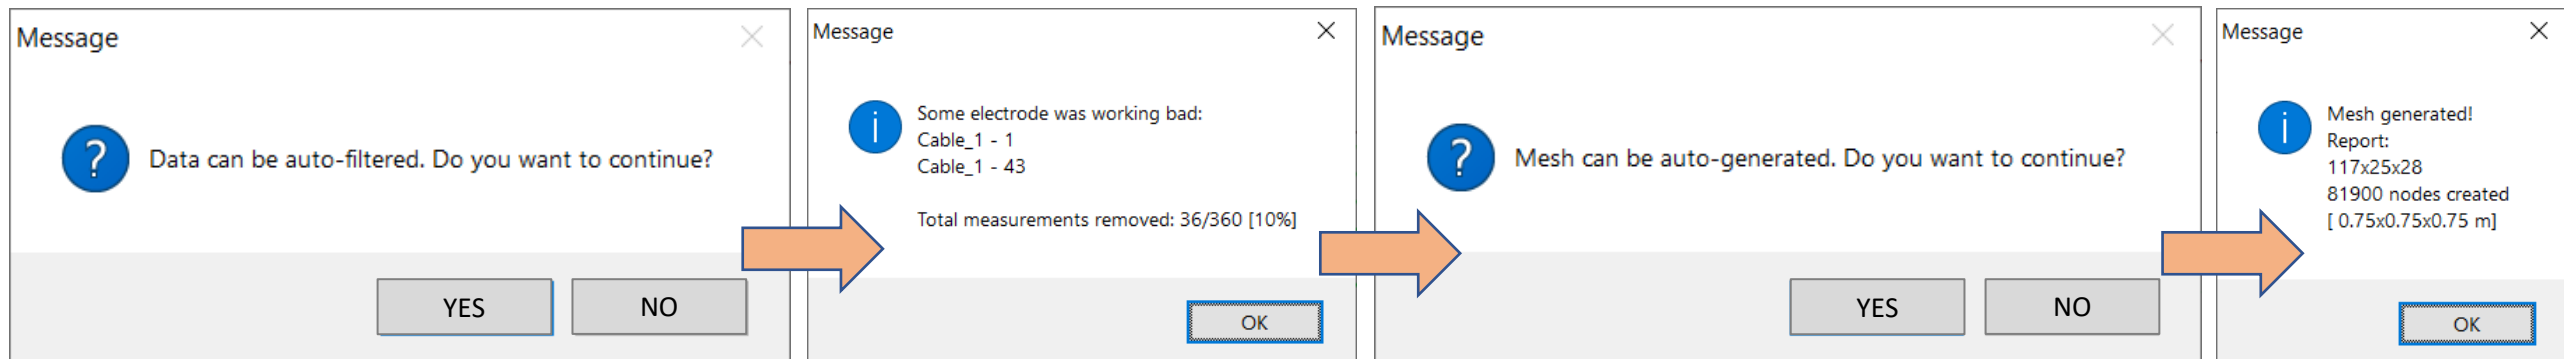 Message
Data can be auto-filtered. Do you want to continue?
YES
NO
Message
Some electrode was working bad:
Cable_1 - 1
Cable_1 - 43
Total measurements removed: 36/360 [10%]
OK
Message
Mesh can be auto-generated. Do you want to continue?
YES
NO
Message
Mesh generated!
Report:
117x25x28
81900 nodes created
[ 0.75x0.75x0.75 m]
OK